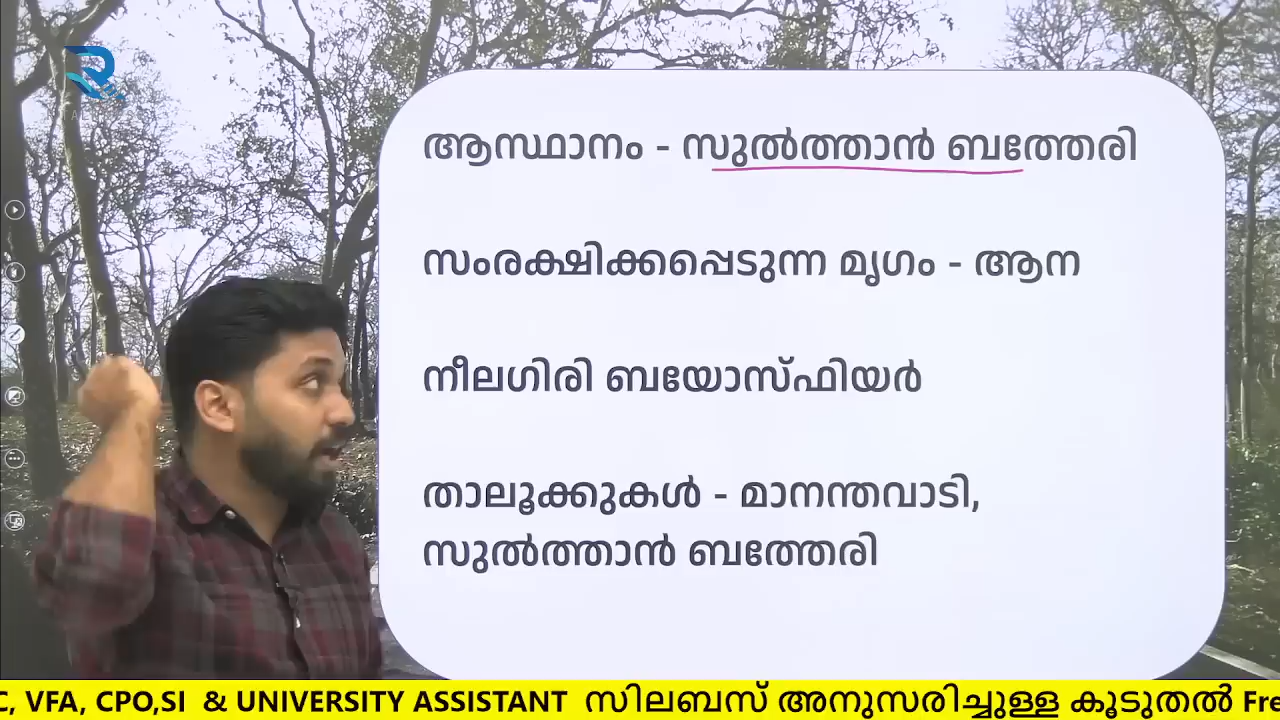 ആസ്ഥാനം - സുൽത്താൻ ബത്തേരി
സംരക്ഷിക്കപ്പെടുന്ന മൃഗം - ആന
നീലഗിരി ബയോസ്ഫിയർ
താലൂക്കുകൾ - മാനന്തവാടി,
സുൽത്താൻ ബത്തേരി
C, VFA, CPO,SI & UNIVERSITY ASSISTANT സിലബസ് അനുസരിച്ചുള്ള കൂടുതൽ Fre